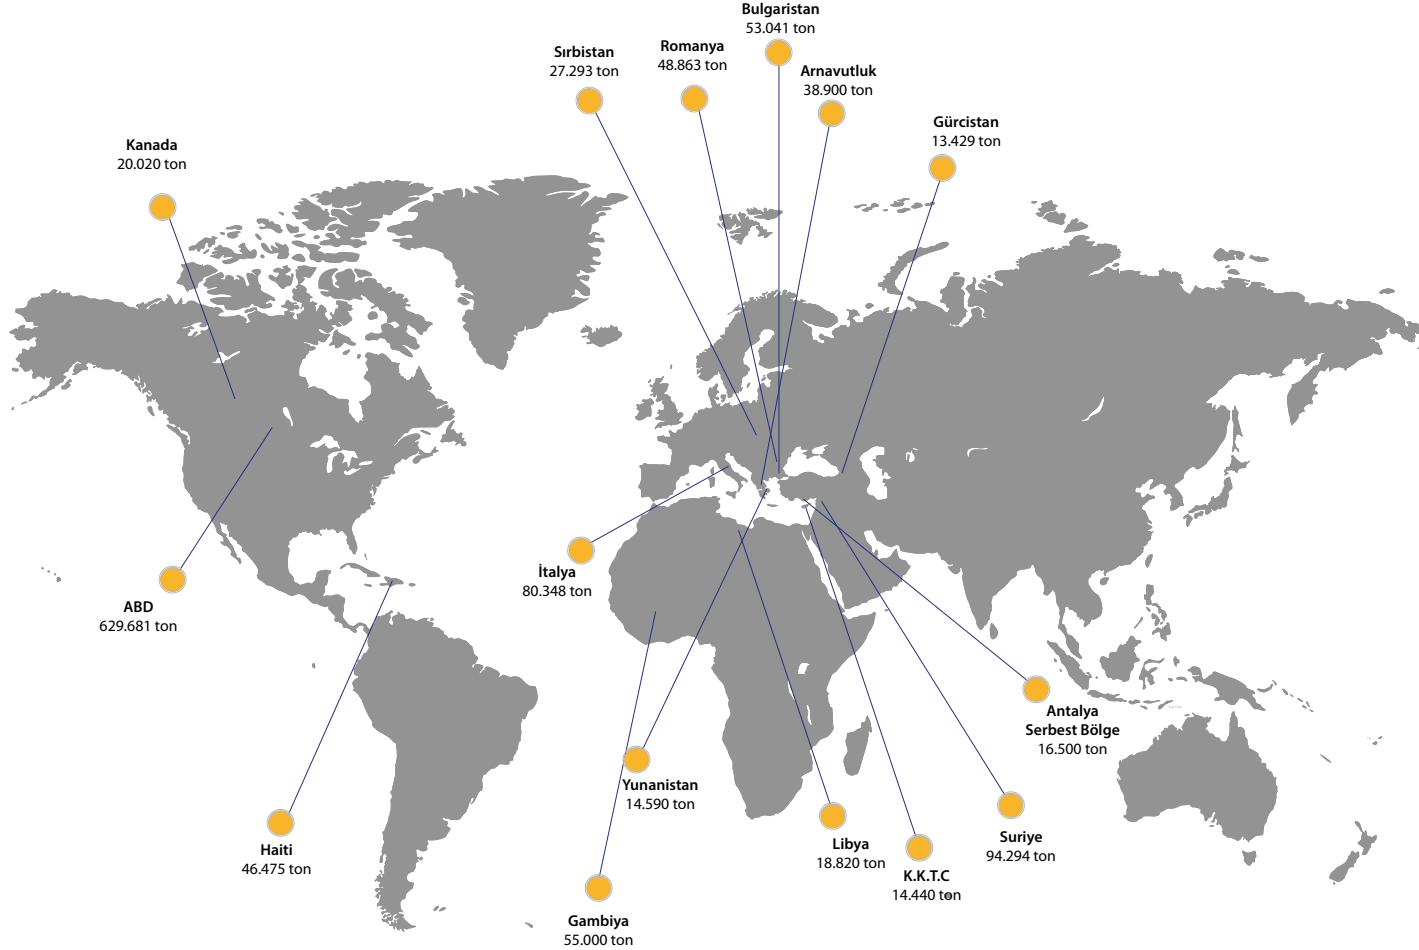 Bulgaristan
53.041 ton
Sırbistan
27.293 ton
Romanya
48.863 ton
Arnavutluk
38.900 ton
Gürcistan
13.429 ton
Kanada
20.020 ton
İtalya
80.348 ton
ABD
629.681 ton
Antalya
Serbest Bölge
16.500 ton
Yunanistan
14.590 ton
Haiti
46.475 ton
Libya
18.820 ton
Suriye
94.294 ton
K.K.T.C
14.440 ton
Gambiya
55.000 ton